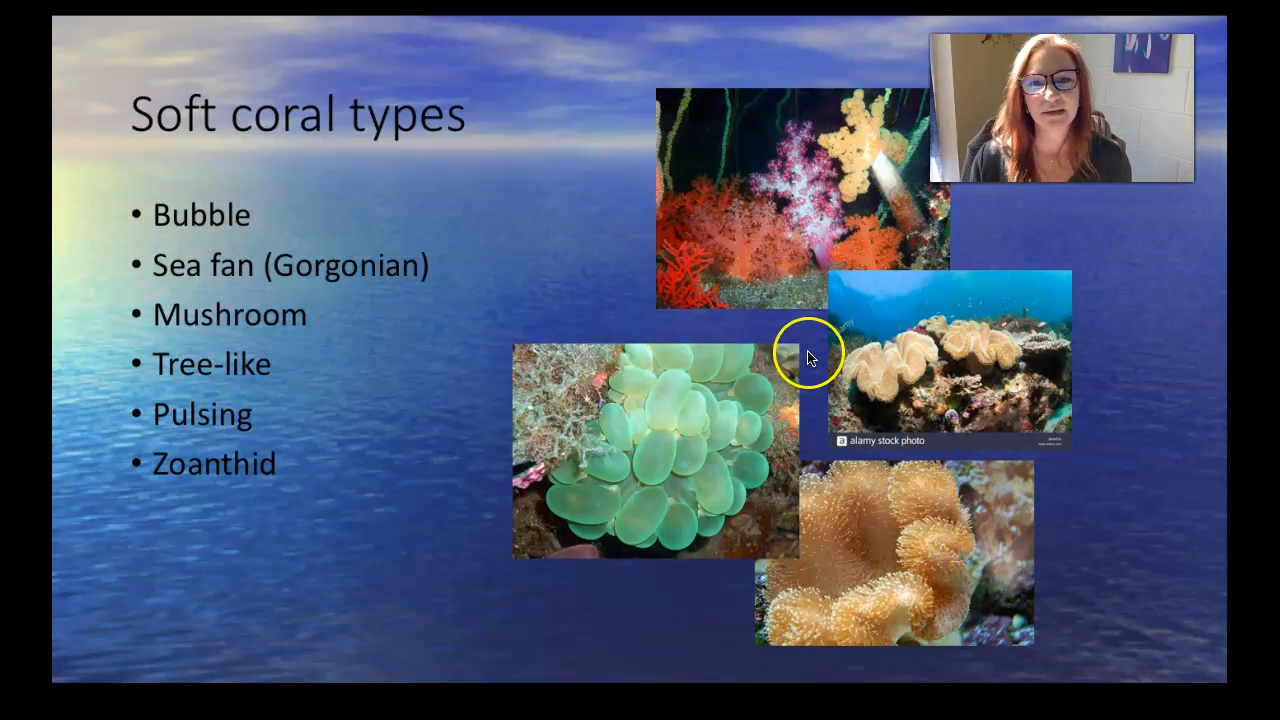 Soft coral types
• Bubble
• Sea fan (Gorgonian)
• Mushroom
• Tree-like
• Pulsing
• Zoanthid
a alamy stock photo